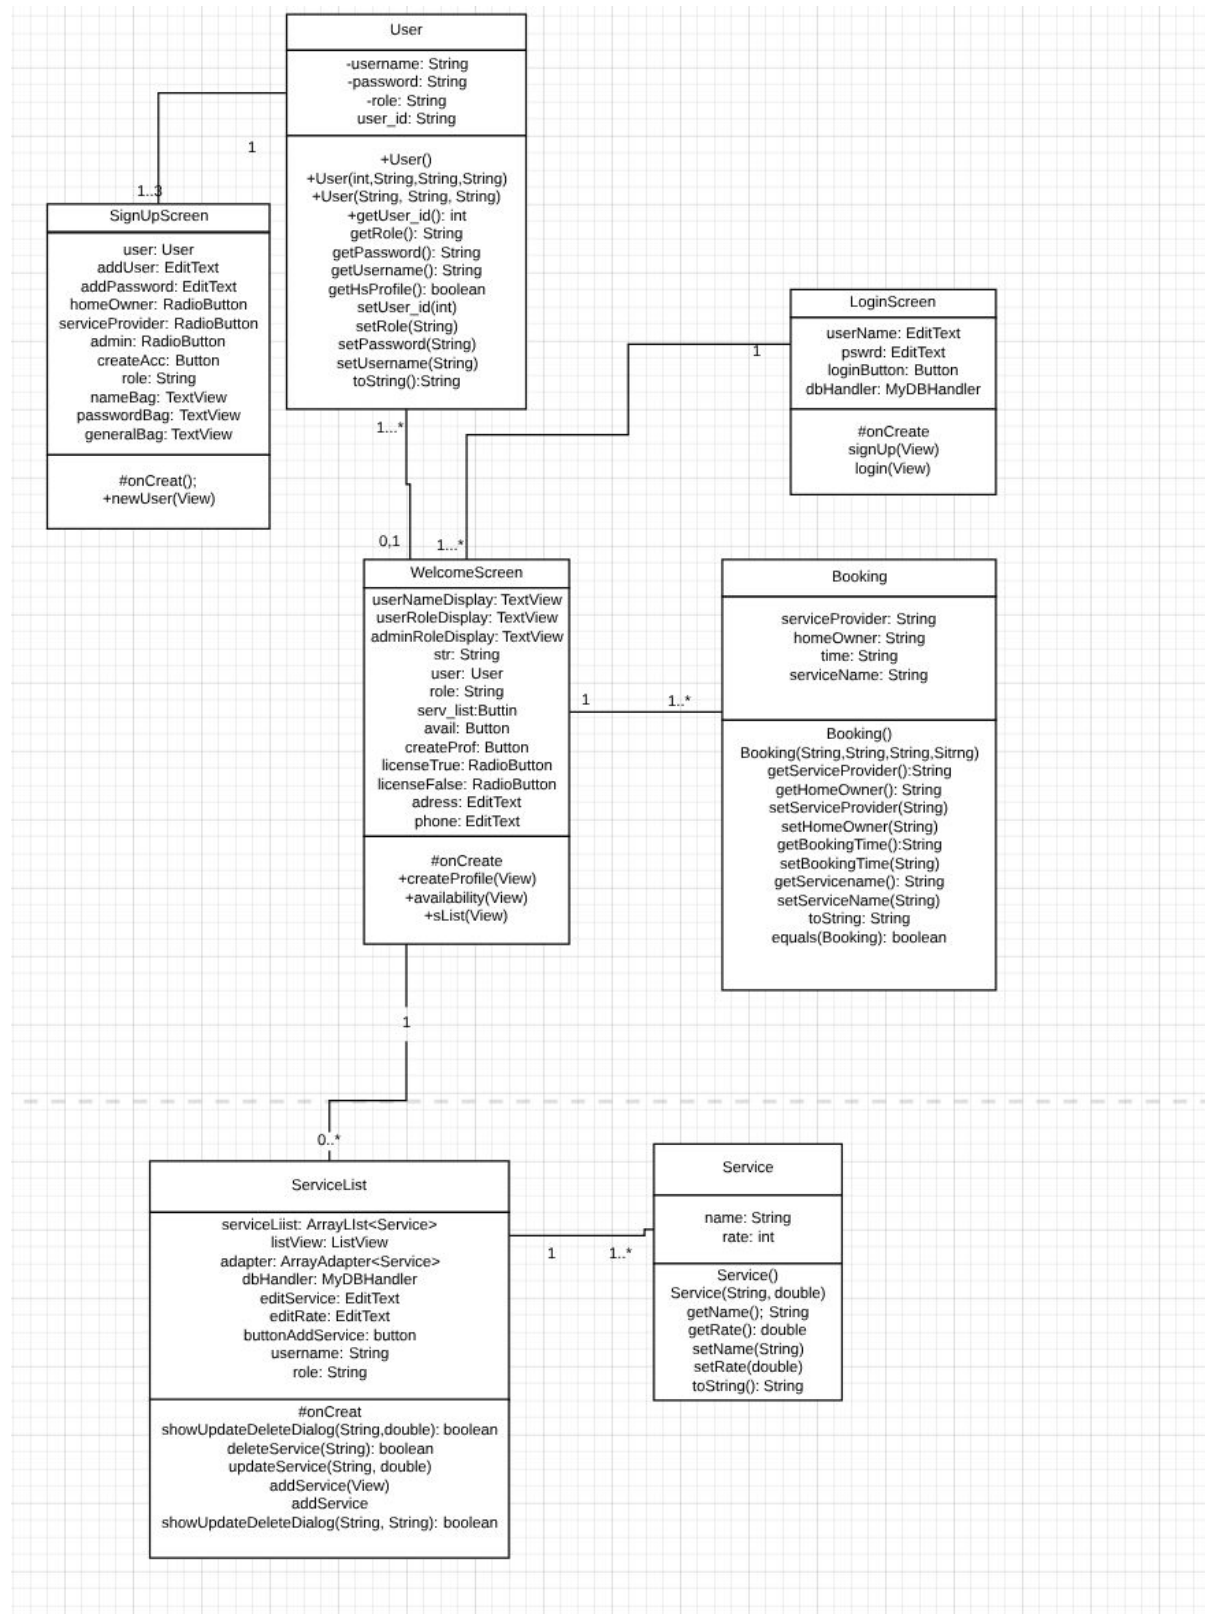 User
-username: String
-password: String
-role: String
user_id: String
+User()
+User(int,String,String,String)
+User(String, String, String)
+getUser_id(): int
getRole(): String
getPassword(): String
getUsername(): String
getHsProfile(): boolean
setUser_id(int)
setRole(String)
setPassword(String)
setUsername(String)
toString():String
1
1..3
SignUpScreen
user: User
addUser: EditText
addPassword: EditText
homeOwner: RadioButton
serviceProvider: RadioButton
admin: RadioButton
createAcc: Button
role: String
nameBag: TextView
passwordBag: TextView
generalBag: TextView
#onCreat();
+newUser(View)
LoginScreen
userName: EditText
pswrd: EditText
loginButton: Button
dbHandler: MyDBHandler
#onCreate
signUp(View)
login(View)
1
1...*
0,1
1...*
WelcomeScreen
userNameDisplay: TextView
userRoleDisplay: TextView
adminRoleDisplay: TextView
str: String
user: User
role: String
serv_list:Buttin
avail: Button
createProf: Button
licenseTrue: RadioButton
licenseFalse: RadioButton
adress: EditText
phone: EditText
#onCreate
+createProfile(View)
+availability(View)
+sList(View)
1
1..*
Booking
serviceProvider: String
homeOwner: String
time: String
serviceName: String
Booking()
Booking(String,String,String,Sitrng)
getServiceProvider():String
getHomeOwner(): String
setServiceProvider(String)
setHomeOwner(String)
getBookingTime():String
setBookingTime(String)
getServicename(): String
setServiceName(String)
toString: String
equals(Booking): boolean
1
0..*
ServiceList
serviceLiist: ArrayLIst<Service>
listView: ListView
adapter: ArrayAdapter<Service>
dbHandler: MyDBHandler
editService: EditText
editRate: EditText
buttonAddService: button
username: String
role: String
#onCreat
showUpdateDeleteDialog(String,double): boolean
deleteService(String): boolean
updateService(String, double)
addService(View)
addService
showUpdateDeleteDialog(String, String): boolean
1
1..*
Service
name: String
rate: int
Service()
Service(String, double)
getName(); String
getRate(): double
setName(String)
setRate(double)
toString(): String